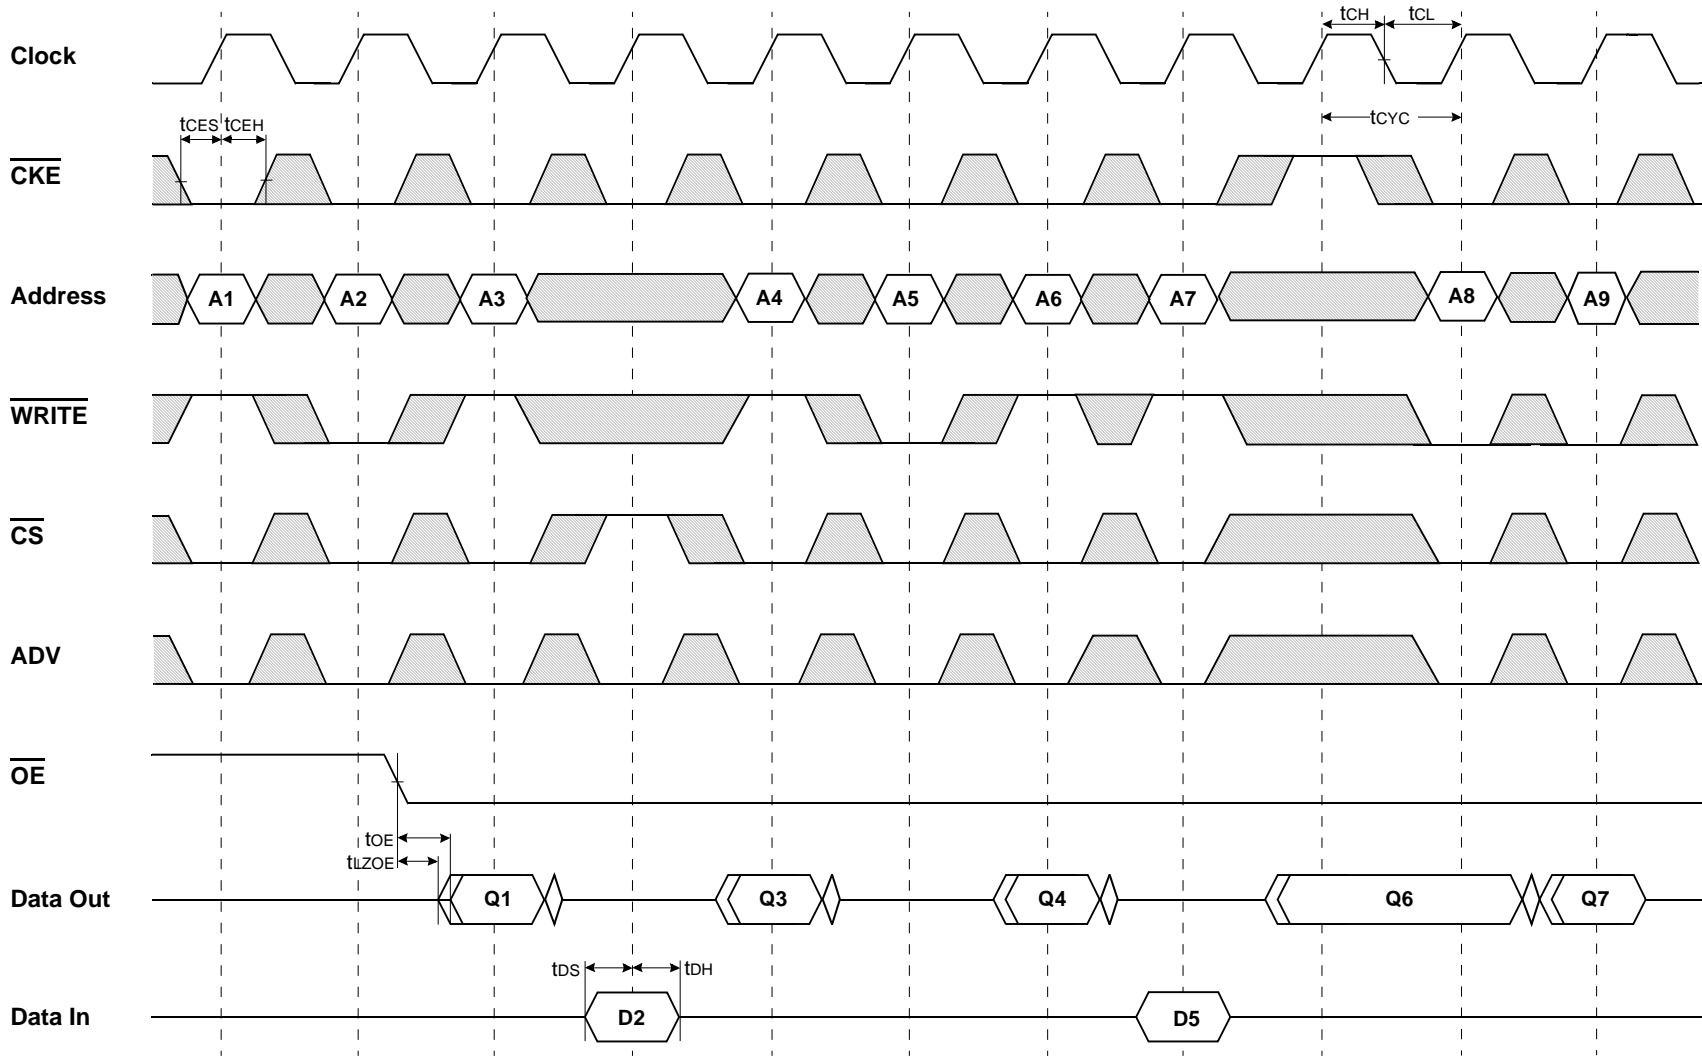 tCH tCL
Clock
tCES tCEH tCYC
CKE
Address A1 A2 A3 A4 A5 A6 A7 A8 A9
WRITE
CS
ADV
OE
tOE
tLZOE
Data Out Q1 Q3 Q4 Q6 Q7
tDS tDH
Data In D2 D5